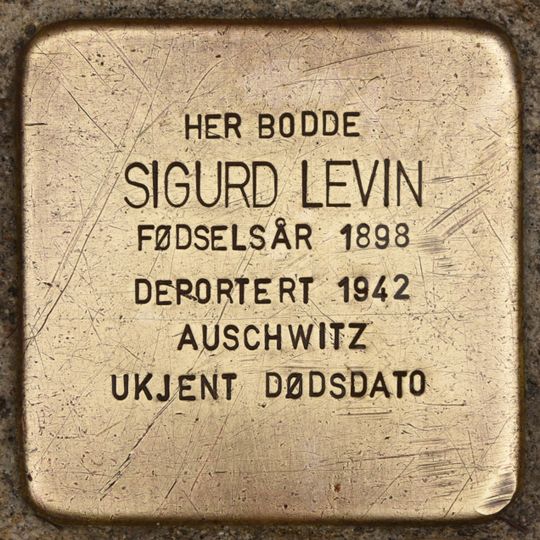 HER BODDE
SIGURD LEVIN
FØDSELSÅR 1898
DEPORTERT 1942
AUSCHWITZ
UKJENT DØDSDATO